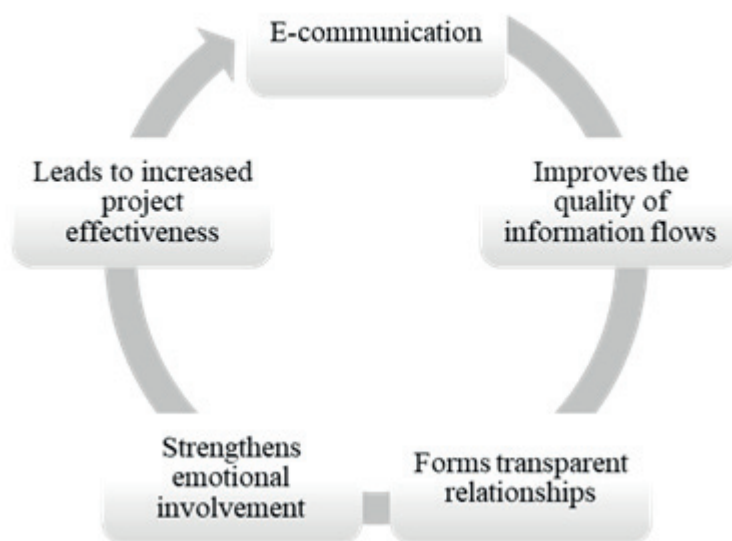 E-communication
Improves the
quality of
information flows
Forms transparent
relationships
Strengthens
emotional
involvement
Leads to increased
project
effectiveness